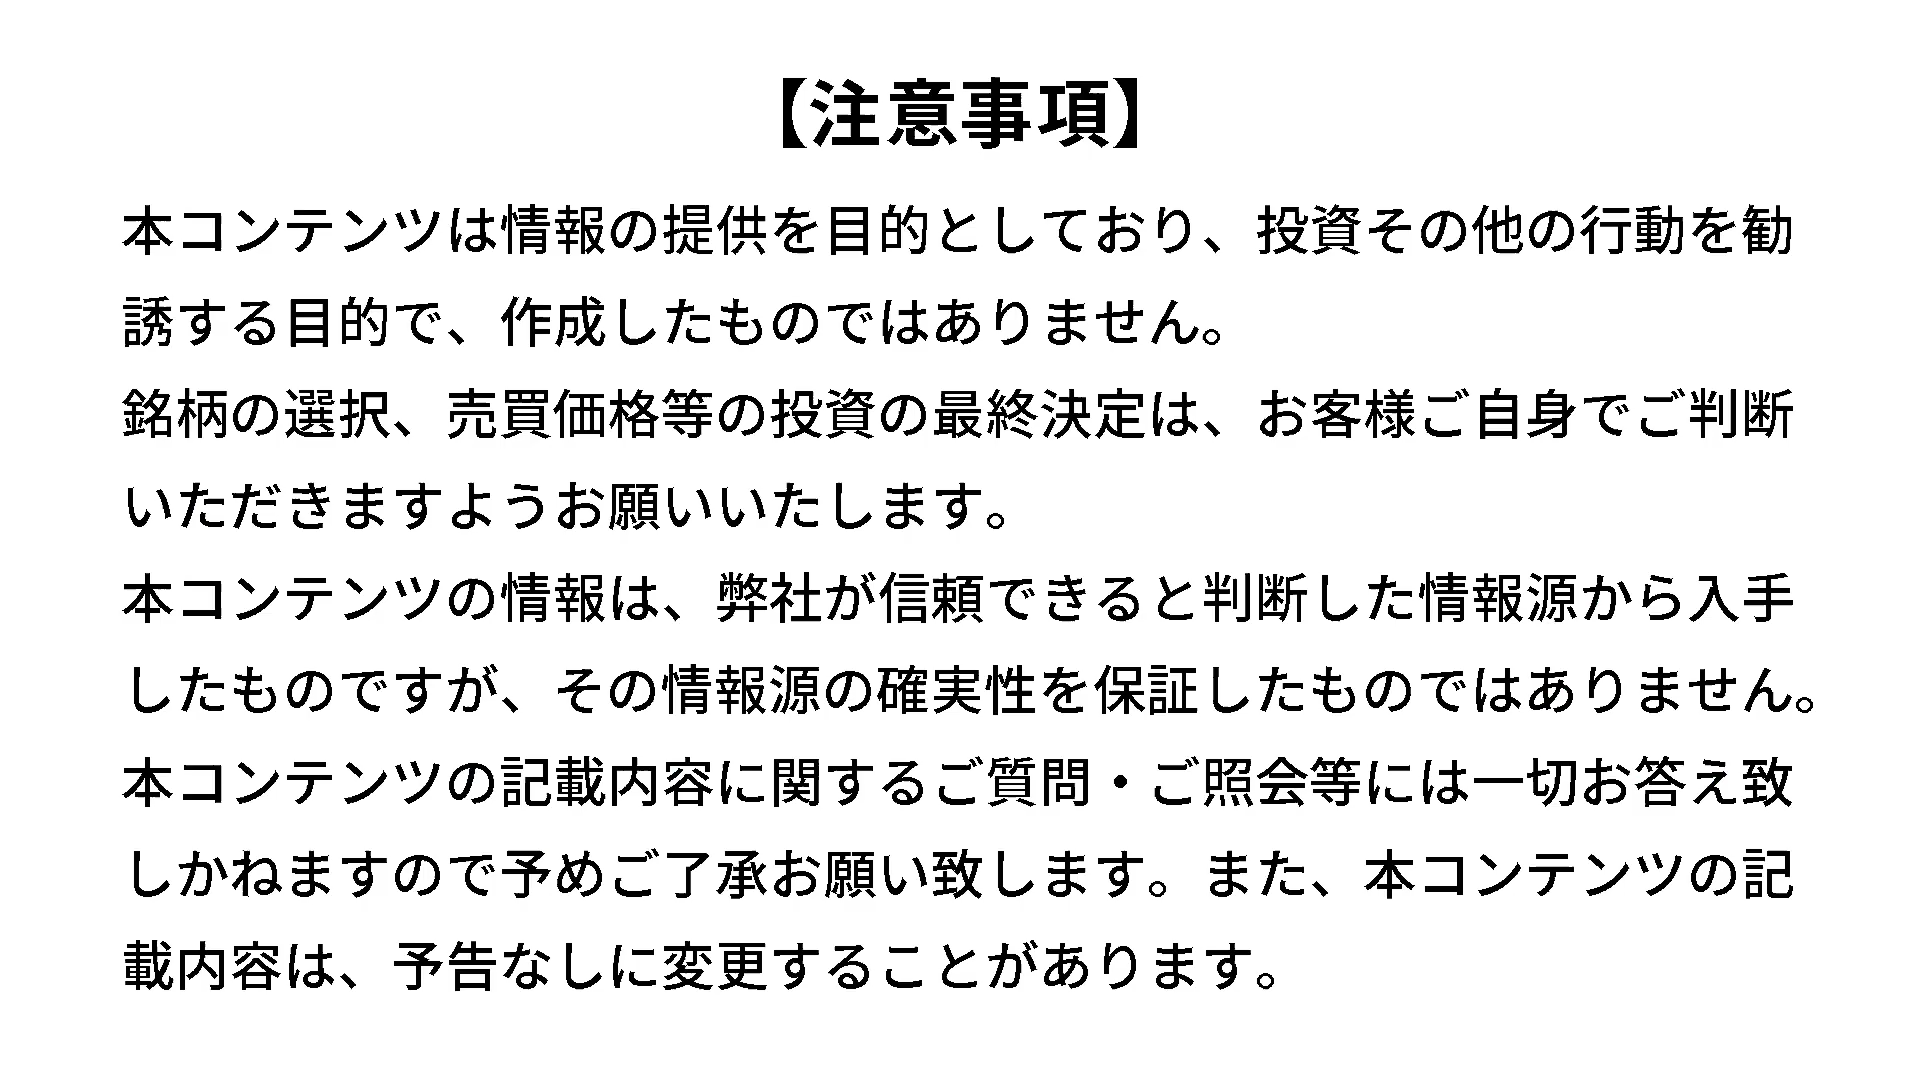 【注意事項】
本コンテンツは情報の提供を目的としており、投資その他の行動を勧
誘する目的で、作成したものではありません。
銘柄の選択、売買価格等の投資の最終決定は、お客様ご自身でご判断
いただきますようお願いいたします。
本コンテンツの情報は、弊社が信頼できると判断した情報源から入手
したものですが、その情報源の確実性を保証したものではありません。
本コンテンツの記載内容に関するご質問・ご照会等には一切お答え致
しかねますので予めご了承お願い致します。また、本コンテンツの記
載内容は、予告なしに変更することがあります。